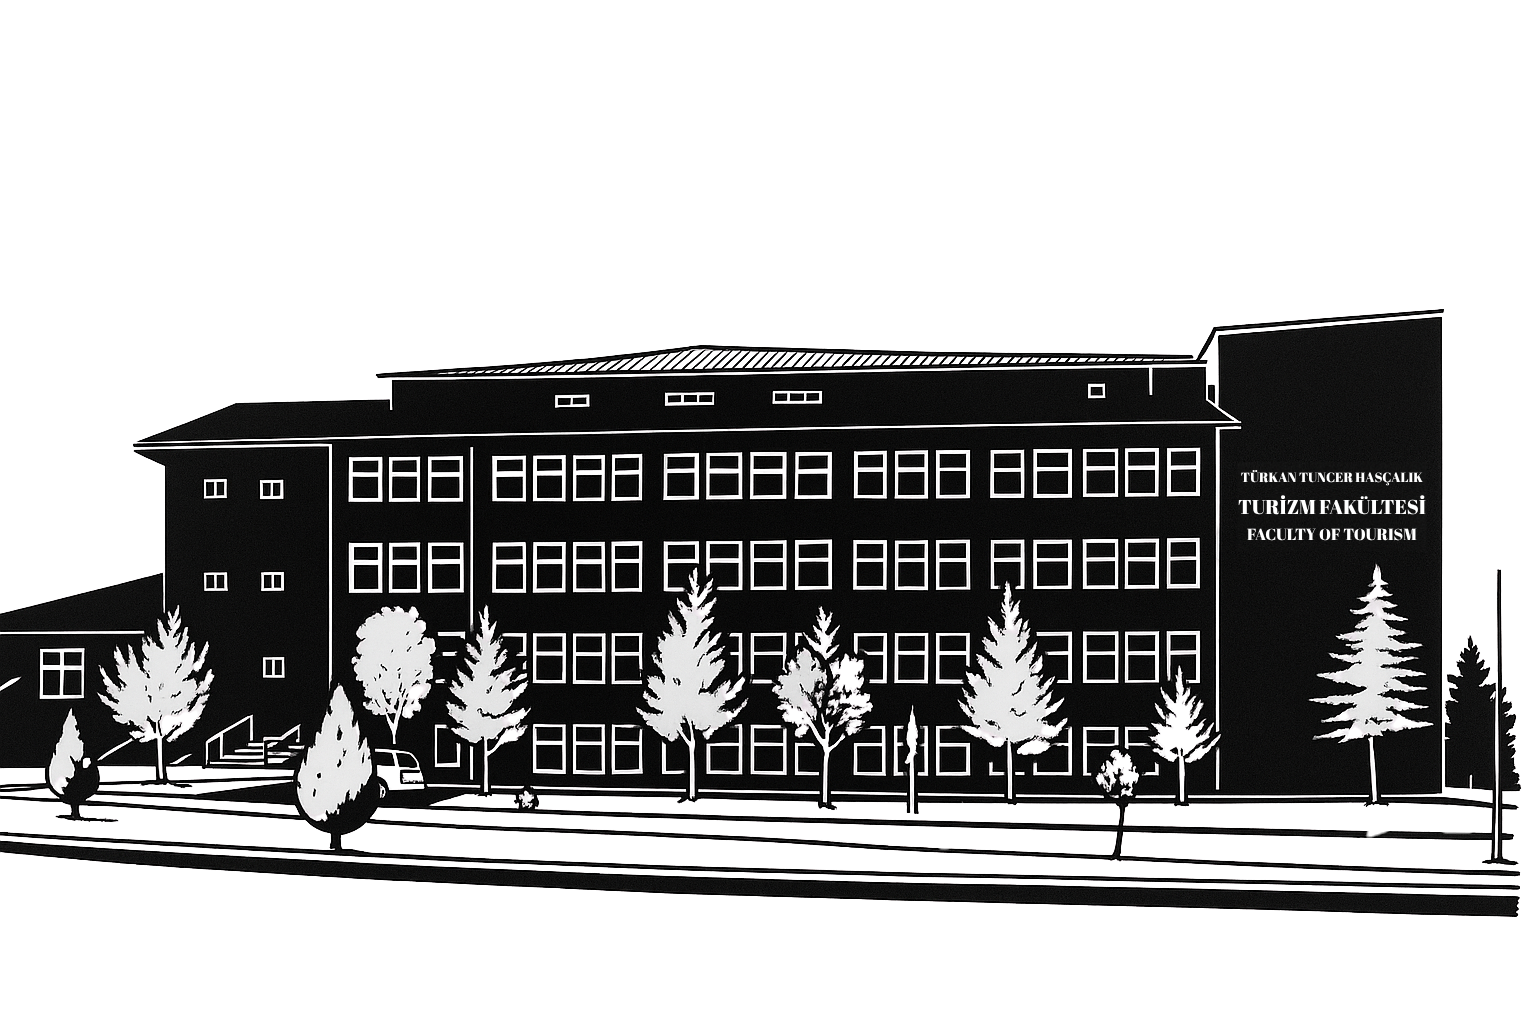 TÜRKAN TUNCER HASÇALIK
TURİZM FAKÜLTESİ
FACULTY OF TOURISM